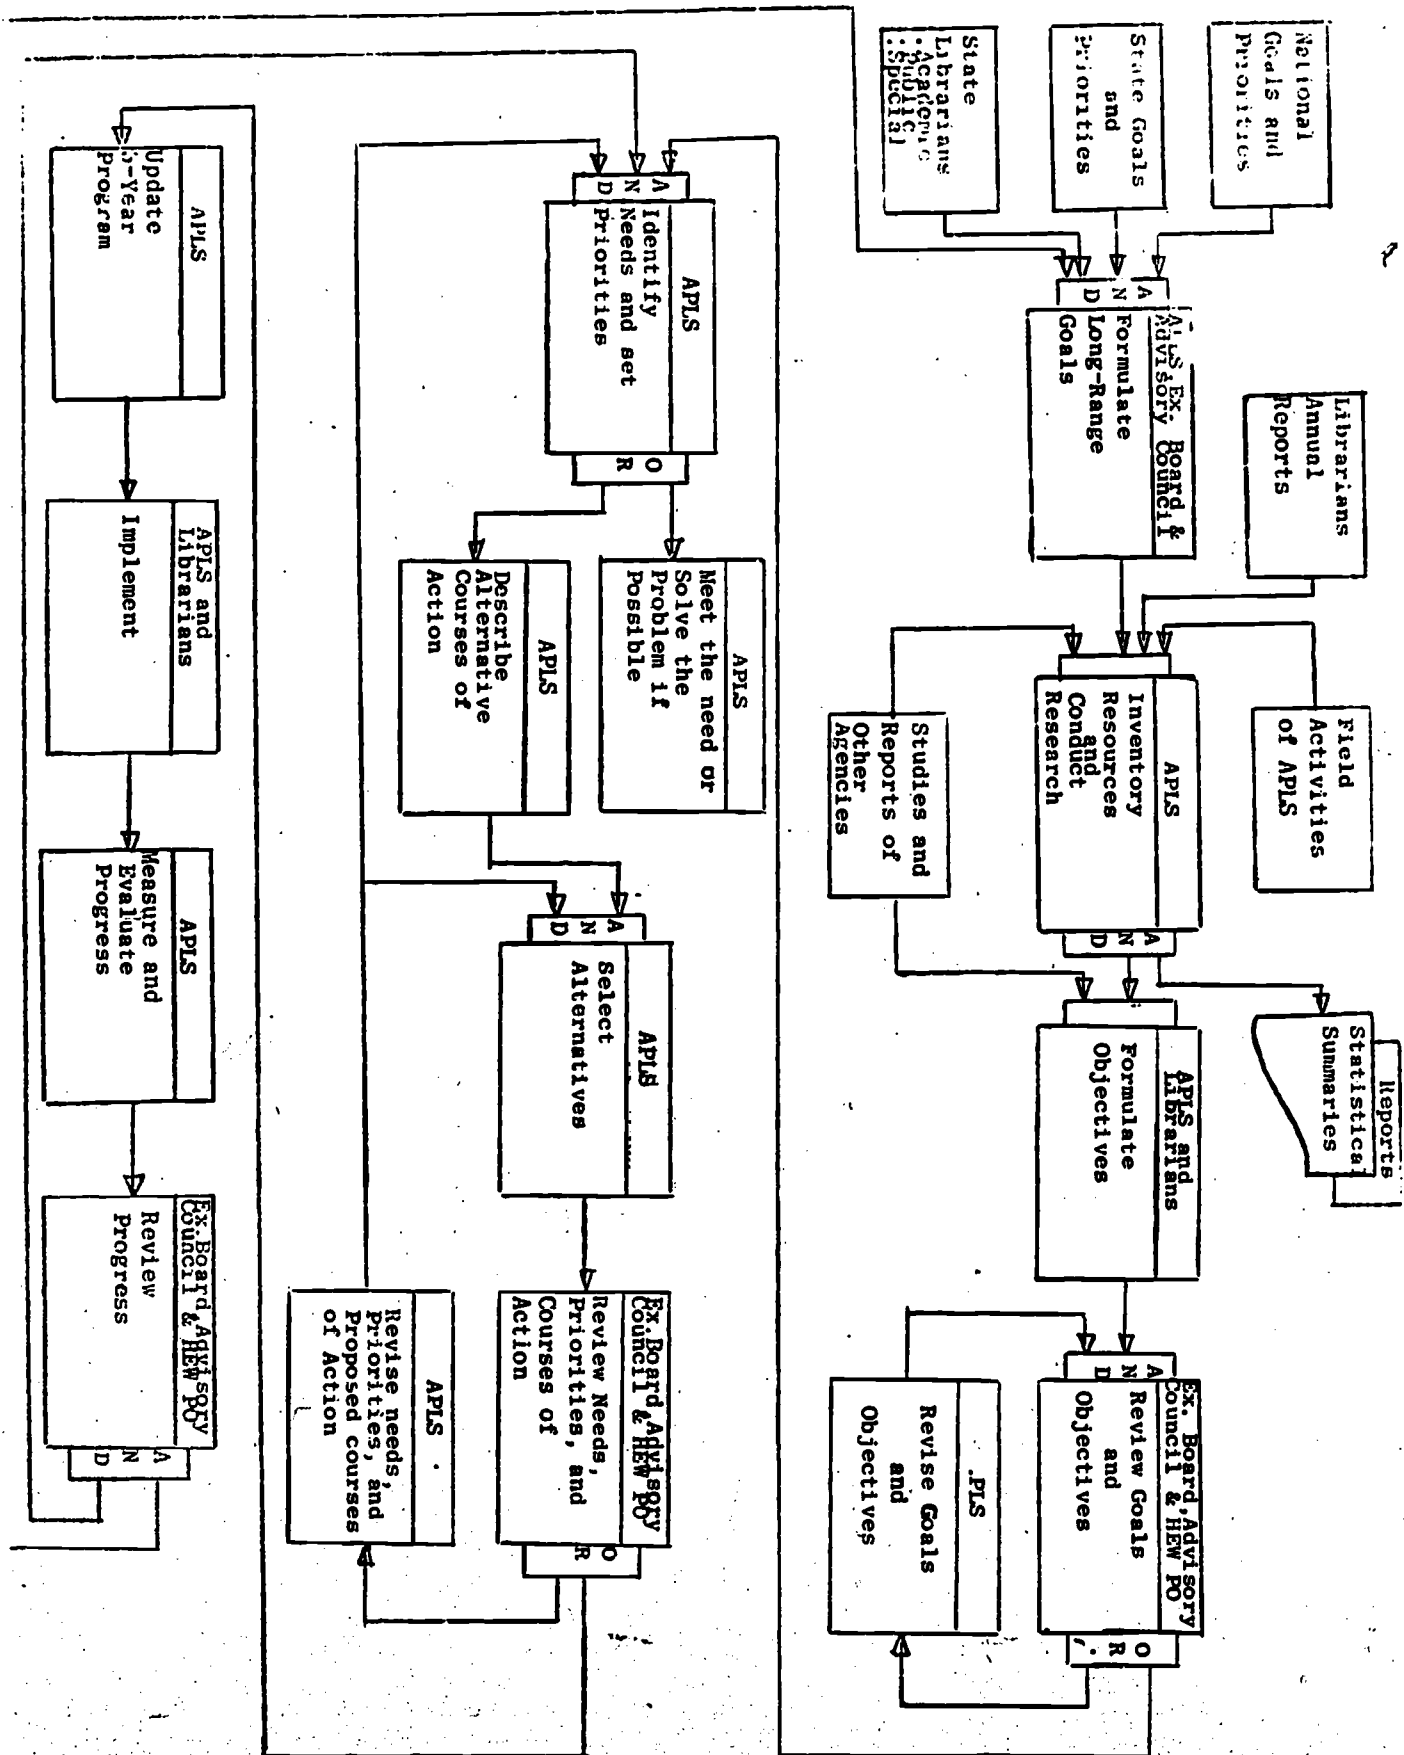 National
Goals and
Priorities
State Goals
and
Priorities
State
Librarians
.Academic
.Public
.Special
A N D
APLS, Ex. Board &
Advisory Council
Formulate
Long-Range
Goals
Librarians
Annual
Reports
Field
Activities
of APLS
APLS
Inventory
Resources
and
Conduct
Research
A N D
Studies and
Reports of
Other
Agencies
Reports
Statistical
Summaries
APLS and
Librarians
Formulate
Objectives
A N D
Ex. Board, Advisory
Council & HEW PO
Review Goals
and
Objectives
O R
.PLS
Revise Goals
and
Objectives
A N D
APLS
Identify
Needs and set
Priorities
O R
APLS
Meet the need or
Solve the
Problem if
Possible
APLS
Describe
Alternative
Courses of
Action
A N D
APLS
Select
Alternatives
Ex.Board,Advisory
Council & HEW PO
Review Needs,
Priorities, and
Courses of
Action
O R
APLS
Revise needs,
Priorities, and
Proposed courses
of Action
APLS
Update
-Year
Program
APLS and
Librarians
Implement
APLS
Measure and
Evaluate
Progress
Ex.Board,Advisory
Council & HEW PO
Review
Progress
A N D